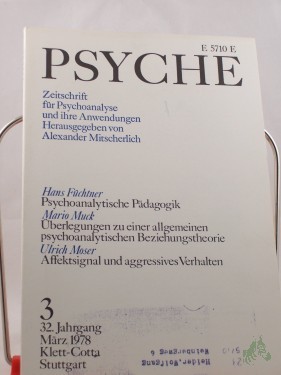 E 5710 E
PSYCHE
Zeitschrift
für Psychoanalyse
und ihre Anwendungen
Herausgegeben von
Alexander Mitscherlich
Hans Füchtner
Psychoanalytische Pädagogik
Mario Muck
Überlegungen zu einer allgemeinen
psychoanalytischen Beziehungstheorie
Ulrich Moser
Affektsignal und aggressives Verhalten
3
32. Jahrgang
März 1978
Klett-Cotta
Stuttgart